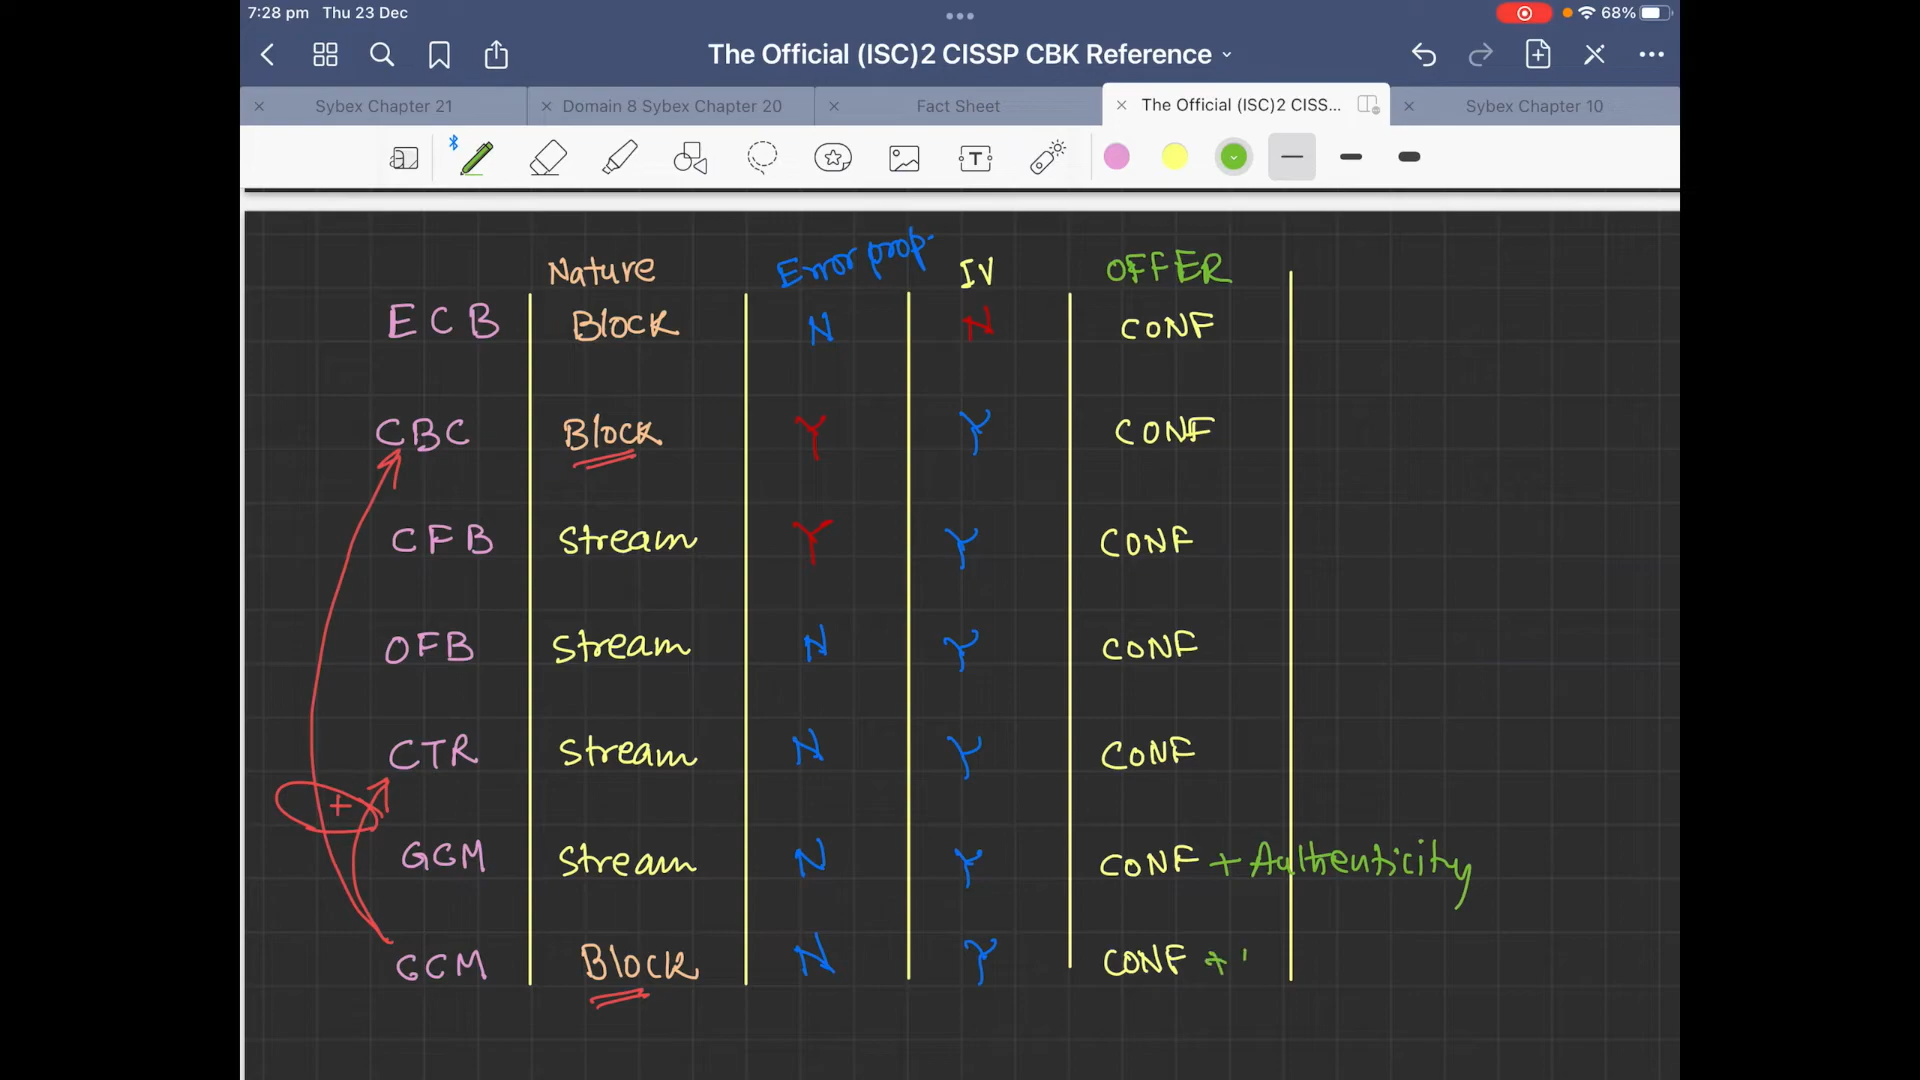 7:28 pm Thu 23 Dec 68%
The Official (ISC)2 CISSP CBK Reference
Sybex Chapter 21 Domain 8 Sybex Chapter 20 Fact Sheet The Official (ISC)2 CISS... Sybex Chapter 10
Nature Error prop. IV OFFER
ECB Block N N CONF
CBC Block Y Y CONF
CFB Stream Y Y CONF
OFB Stream N Y CONF
CTR Stream N Y CONF
+
GCM Stream N Y CONF + Authenticity
GCM Block N Y CONF + '